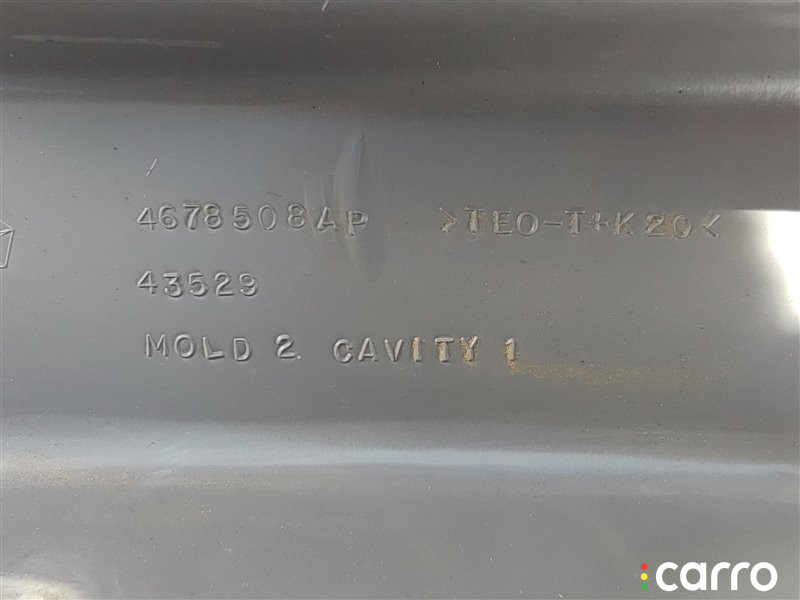 4678508AP >TEO-T+K20<
43529
MOLD 2 CAVITY 1
carro